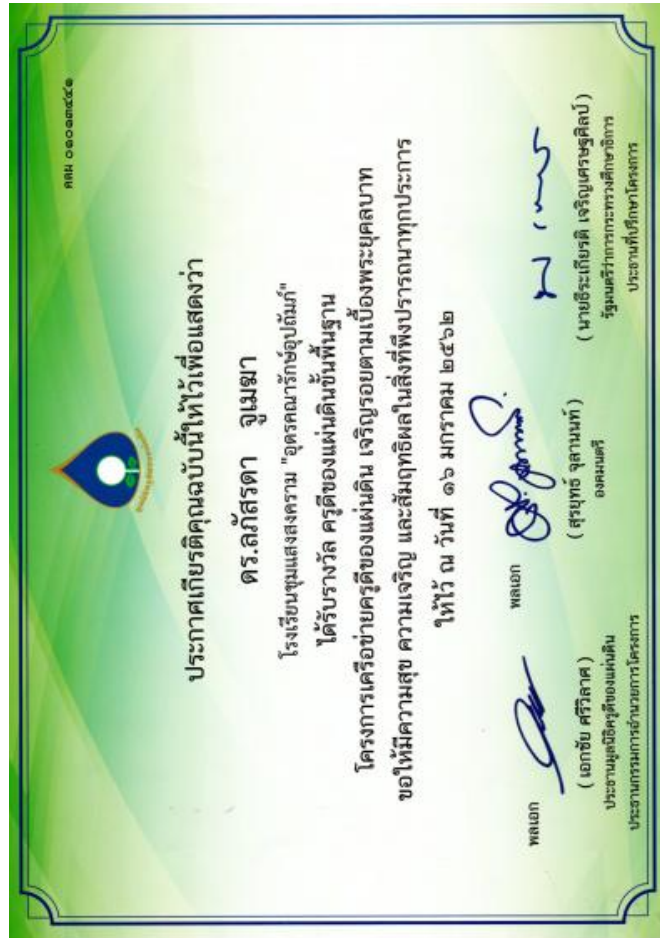 คคม ๐๑๐๑๓๕๔๑
ประกาศเกียรติคุณฉบับนี้ให้ไว้เพื่อแสดงว่า
ดร.ลภัสรดา จูเมฆา
โรงเรียนชุมแสงสงคราม "อุดรคณารักษ์อุปถัมภ์"
ได้รับรางวัล ครูดีของแผ่นดินขั้นพื้นฐาน
โครงการเครือข่ายครูดีของแผ่นดิน เจริญรอยตามเบื้องพระยุคลบาท
ขอให้มีความสุข ความเจริญ และสัมฤทธิผลในสิ่งที่พึงปรารถนาทุกประการ
ให้ไว้ ณ วันที่ ๑๖ มกราคม ๒๕๖๒
พลเอก
( เอกชัย ศรีวิลาศ )
ประธานมูลนิธิครูดีของแผ่นดิน
ประธานกรรมการอำนวยการโครงการ
พลเอก
( สุรยุทธ์ จุลานนท์ )
องคมนตรี
( นายธีระเกียรติ เจริญเศรษฐศิลป์ )
รัฐมนตรีว่าการกระทรวงศึกษาธิการ
ประธานที่ปรึกษาโครงการ